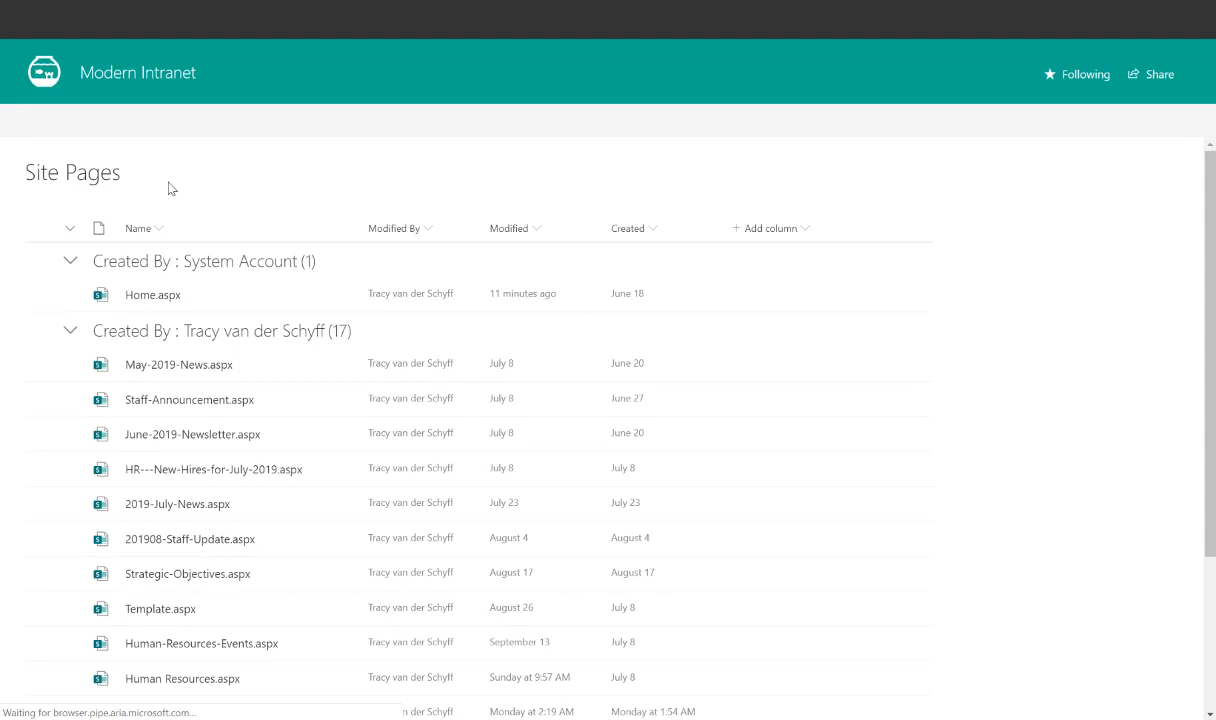 Modern Intranet
Following Share
Site Pages
Name Modified By Modified Created + Add column
Created By : System Account (1)
Home.aspx Tracy van der Schyff 11 minutes ago June 18
Created By : Tracy van der Schyff (17)
May-2019-News.aspx Tracy van der Schyff July 8 June 20
Staff-Announcement.aspx Tracy van der Schyff July 8 June 27
June-2019-Newsletter.aspx Tracy van der Schyff July 8 June 20
HR---New-Hires-for-July-2019.aspx Tracy van der Schyff July 8 July 8
2019-July-News.aspx Tracy van der Schyff July 23 July 23
201908-Staff-Update.aspx Tracy van der Schyff August 4 August 4
Strategic-Objectives.aspx Tracy van der Schyff August 17 August 17
Template.aspx Tracy van der Schyff August 26 July 8
Human-Resources-Events.aspx Tracy van der Schyff September 13 July 8
Human Resources.aspx Tracy van der Schyff Sunday at 9:57 AM July 8
Waiting for browser.pipe.aria.microsoft.com... der Schyff Monday at 2:19 AM Monday at 1:54 AM